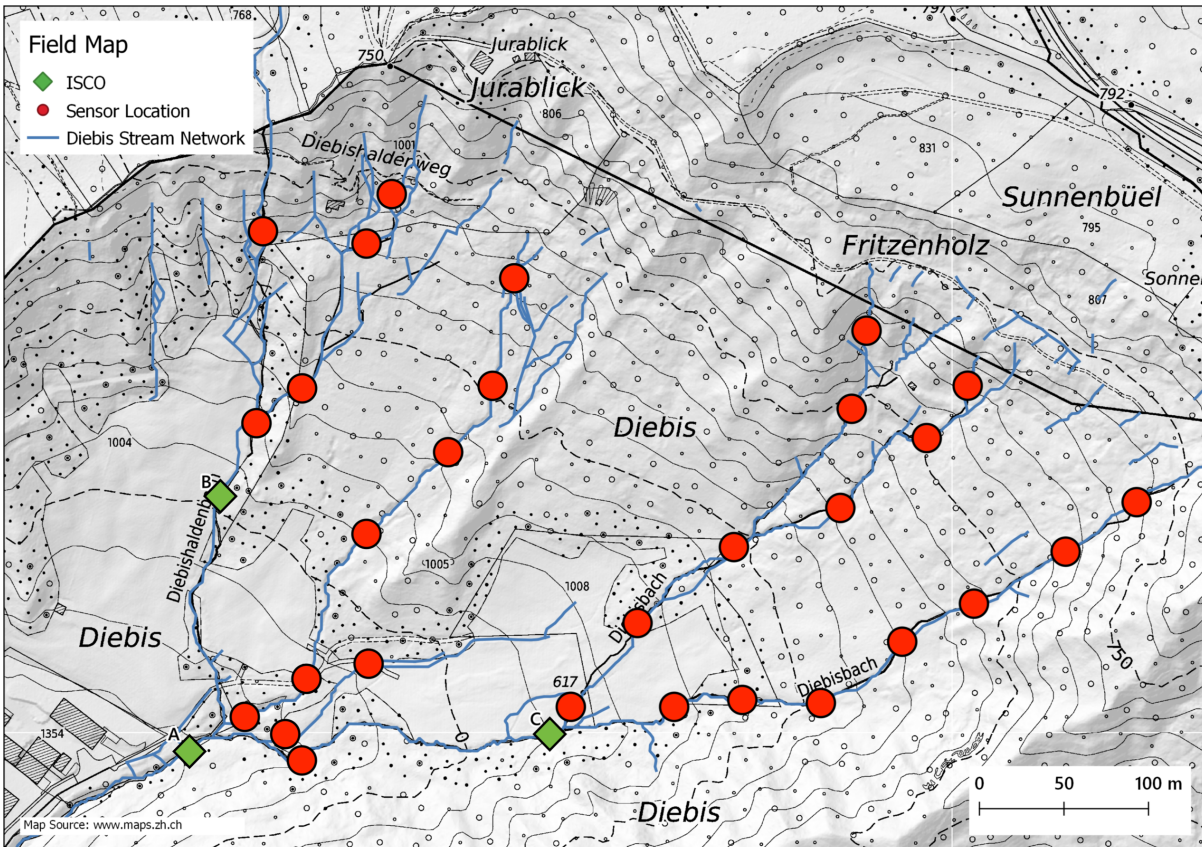 768
Field Map
ISCO
Sensor Location
Diebis Stream Network
750
Jurablick
Jurablick
806
797
792
1001
Diebishaldenweg
831
Sunnenbüel
795
Fritzenholz
Sonne
807
1004
Diebis
B
1005
1008
Diebisbach
Diebis
Diebisbach
750
617
C
A
1354
Diebis
0 50 100 m
Map Source: www.maps.zh.ch